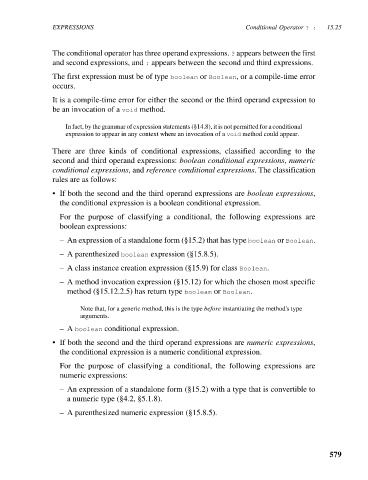 EXPRESSIONS Conditional Operator ? : 15.25
The conditional operator has three operand expressions. ? appears between the first
and second expressions, and : appears between the second and third expressions.
The first expression must be of type boolean or Boolean, or a compile-time error
occurs.
It is a compile-time error for either the second or the third operand expression to
be an invocation of a void method.
In fact, by the grammar of expression statements (§14.8), it is not permitted for a conditional
expression to appear in any context where an invocation of a void method could appear.
There are three kinds of conditional expressions, classified according to the
second and third operand expressions: boolean conditional expressions, numeric
conditional expressions, and reference conditional expressions. The classification
rules are as follows:
• If both the second and the third operand expressions are boolean expressions,
the conditional expression is a boolean conditional expression.
For the purpose of classifying a conditional, the following expressions are
boolean expressions:
– An expression of a standalone form (§15.2) that has type boolean or Boolean.
– A parenthesized boolean expression (§15.8.5).
– A class instance creation expression (§15.9) for class Boolean.
– A method invocation expression (§15.12) for which the chosen most specific
method (§15.12.2.5) has return type boolean or Boolean.
Note that, for a generic method, this is the type before instantiating the method's type
arguments.
– A boolean conditional expression.
• If both the second and the third operand expressions are numeric expressions,
the conditional expression is a numeric conditional expression.
For the purpose of classifying a conditional, the following expressions are
numeric expressions:
– An expression of a standalone form (§15.2) with a type that is convertible to
a numeric type (§4.2, §5.1.8).
– A parenthesized numeric expression (§15.8.5).
579